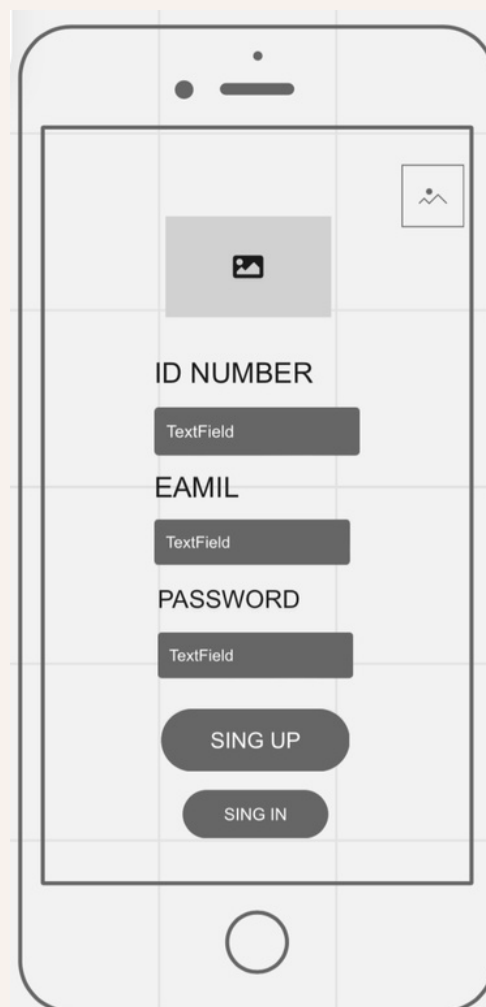 ID NUMBER
TextField
EAMIL
TextField
PASSWORD
TextField
SING UP
SING IN